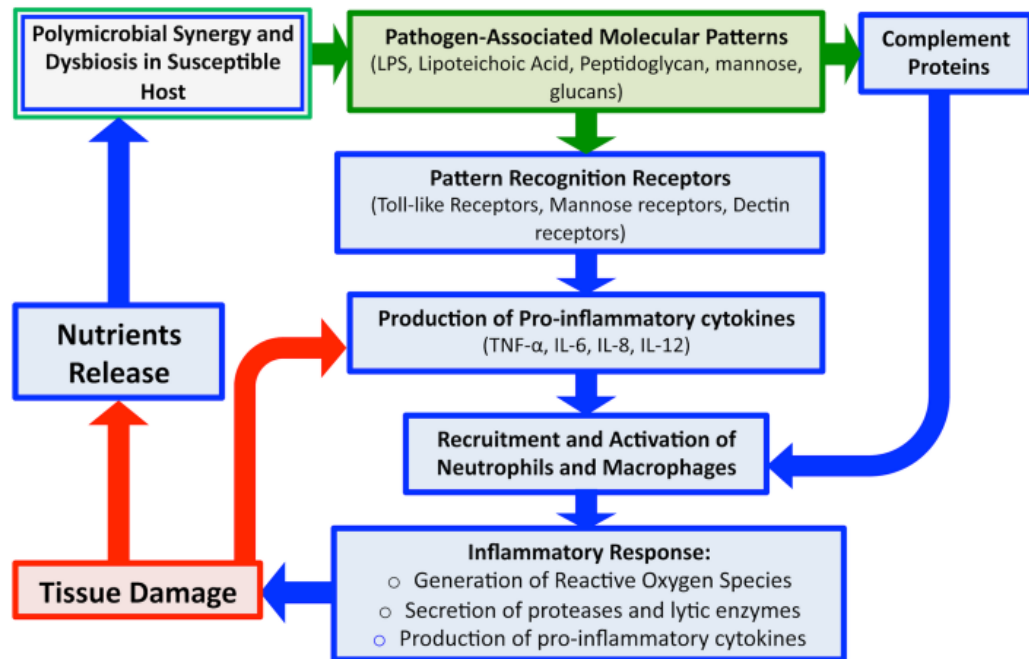 Polymicrobial Synergy and
Dysbiosis in Susceptible
Host
Pathogen-Associated Molecular Patterns
(LPS, Lipoteichoic Acid, Peptidoglycan, mannose,
glucans)
Complement
Proteins
Pattern Recognition Receptors
(Toll-like Receptors, Mannose receptors, Dectin
receptors)
Nutrients
Release
Production of Pro-inflammatory cytokines
(TNF-α, IL-6, IL-8, IL-12)
Recruitment and Activation of
Neutrophils and Macrophages
Tissue Damage
Inflammatory Response:
○ Generation of Reactive Oxygen Species
○ Secretion of proteases and lytic enzymes
○ Production of pro-inflammatory cytokines